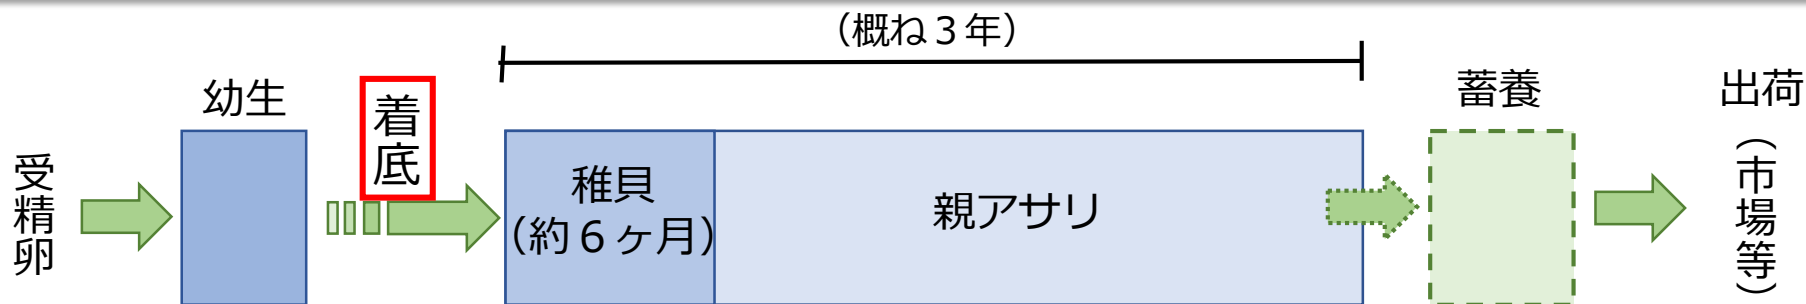 (概ね３年)
幼生
着底
蓄養
出荷(市場等)
受精卵
稚貝
(約６ヶ月)
親アサリ